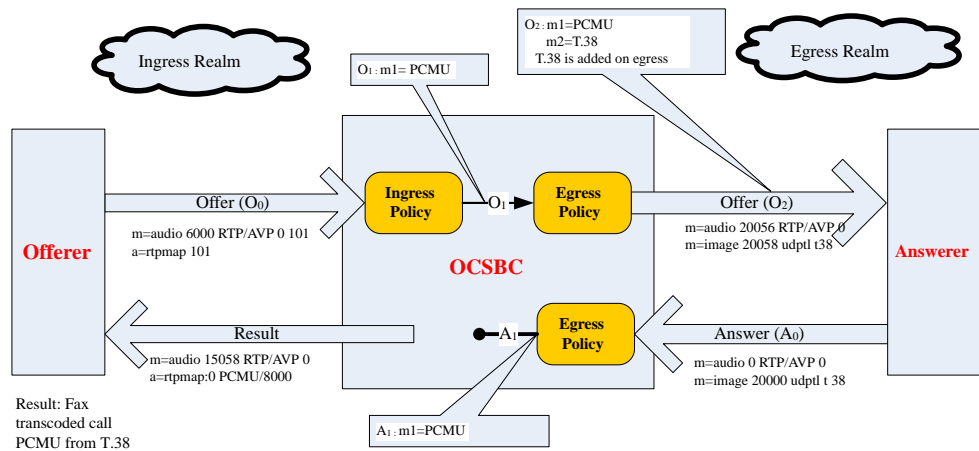 Ingress Realm
O1 : m1= PCMU
O2 : m1=PCMU
m2=T.38
T.38 is added on egress
Egress Realm
Offerer
Offer (O0)
m=audio 6000 RTP/AVP 0 101
a=rtpmap 101
Ingress
Policy
O1
Egress
Policy
OCSBC
Offer (O2)
m=audio 20056 RTP/AVP 0
m=image 20058 udptl t38
Answerer
Result
m=audio 15058 RTP/AVP 0
a=rtpmap:0 PCMU/8000
A1
Egress
Policy
Answer (A0)
m=audio 0 RTP/AVP 0
m=image 20000 udptl t 38
Result: Fax
transcoded call
PCMU from T.38
A1 : m1=PCMU